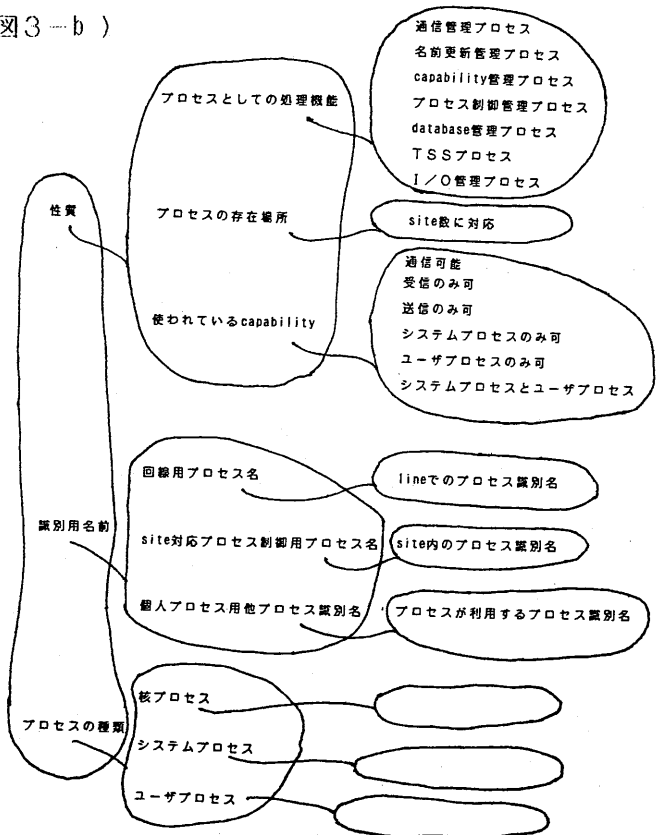 図3－b）
通信管理プロセス
名前更新管理プロセス
capability管理プロセス
プロセス制御管理プロセス
database管理プロセス
TSSプロセス
I／O管理プロセス
プロセスとしての処理機能
性質
プロセスの存在場所
site数に対応
通信可能
受信のみ可
送信のみ可
システムプロセスのみ可
ユーザプロセスのみ可
システムプロセスとユーザプロセス
使われているcapability
回線用プロセス名
lineでのプロセス識別名
識別用名前
site対応プロセス制御用プロセス名
site内のプロセス識別名
個人プロセス用他プロセス識別名
プロセスが利用するプロセス識別名
核プロセス
プロセスの種類
システムプロセス
ユーザプロセス